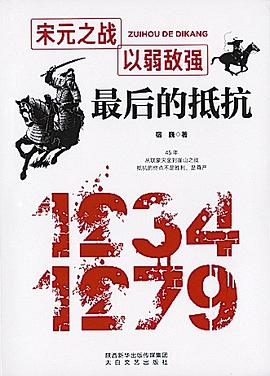 宋元之战
ZUIHOU DE DIKANG
以弱敌强
最后的抵抗
宿 巍 ◎ 著
45 年
从联蒙灭金到崖山之战
抵抗的终点不是胜利，是尊严
1234
1279
陕西新华出版传媒集团
太白文艺出版社